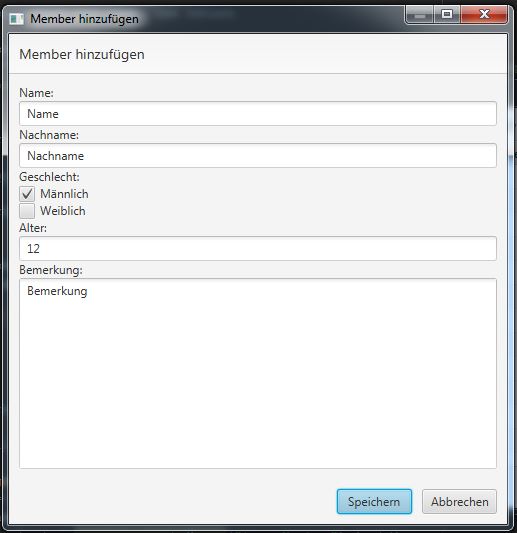 Member hinzufügen
Member hinzufügen
Name:
Name
Nachname:
Nachname
Geschlecht:
Männlich
Weiblich
Alter:
12
Bemerkung:
Bemerkung
Speichern Abbrechen